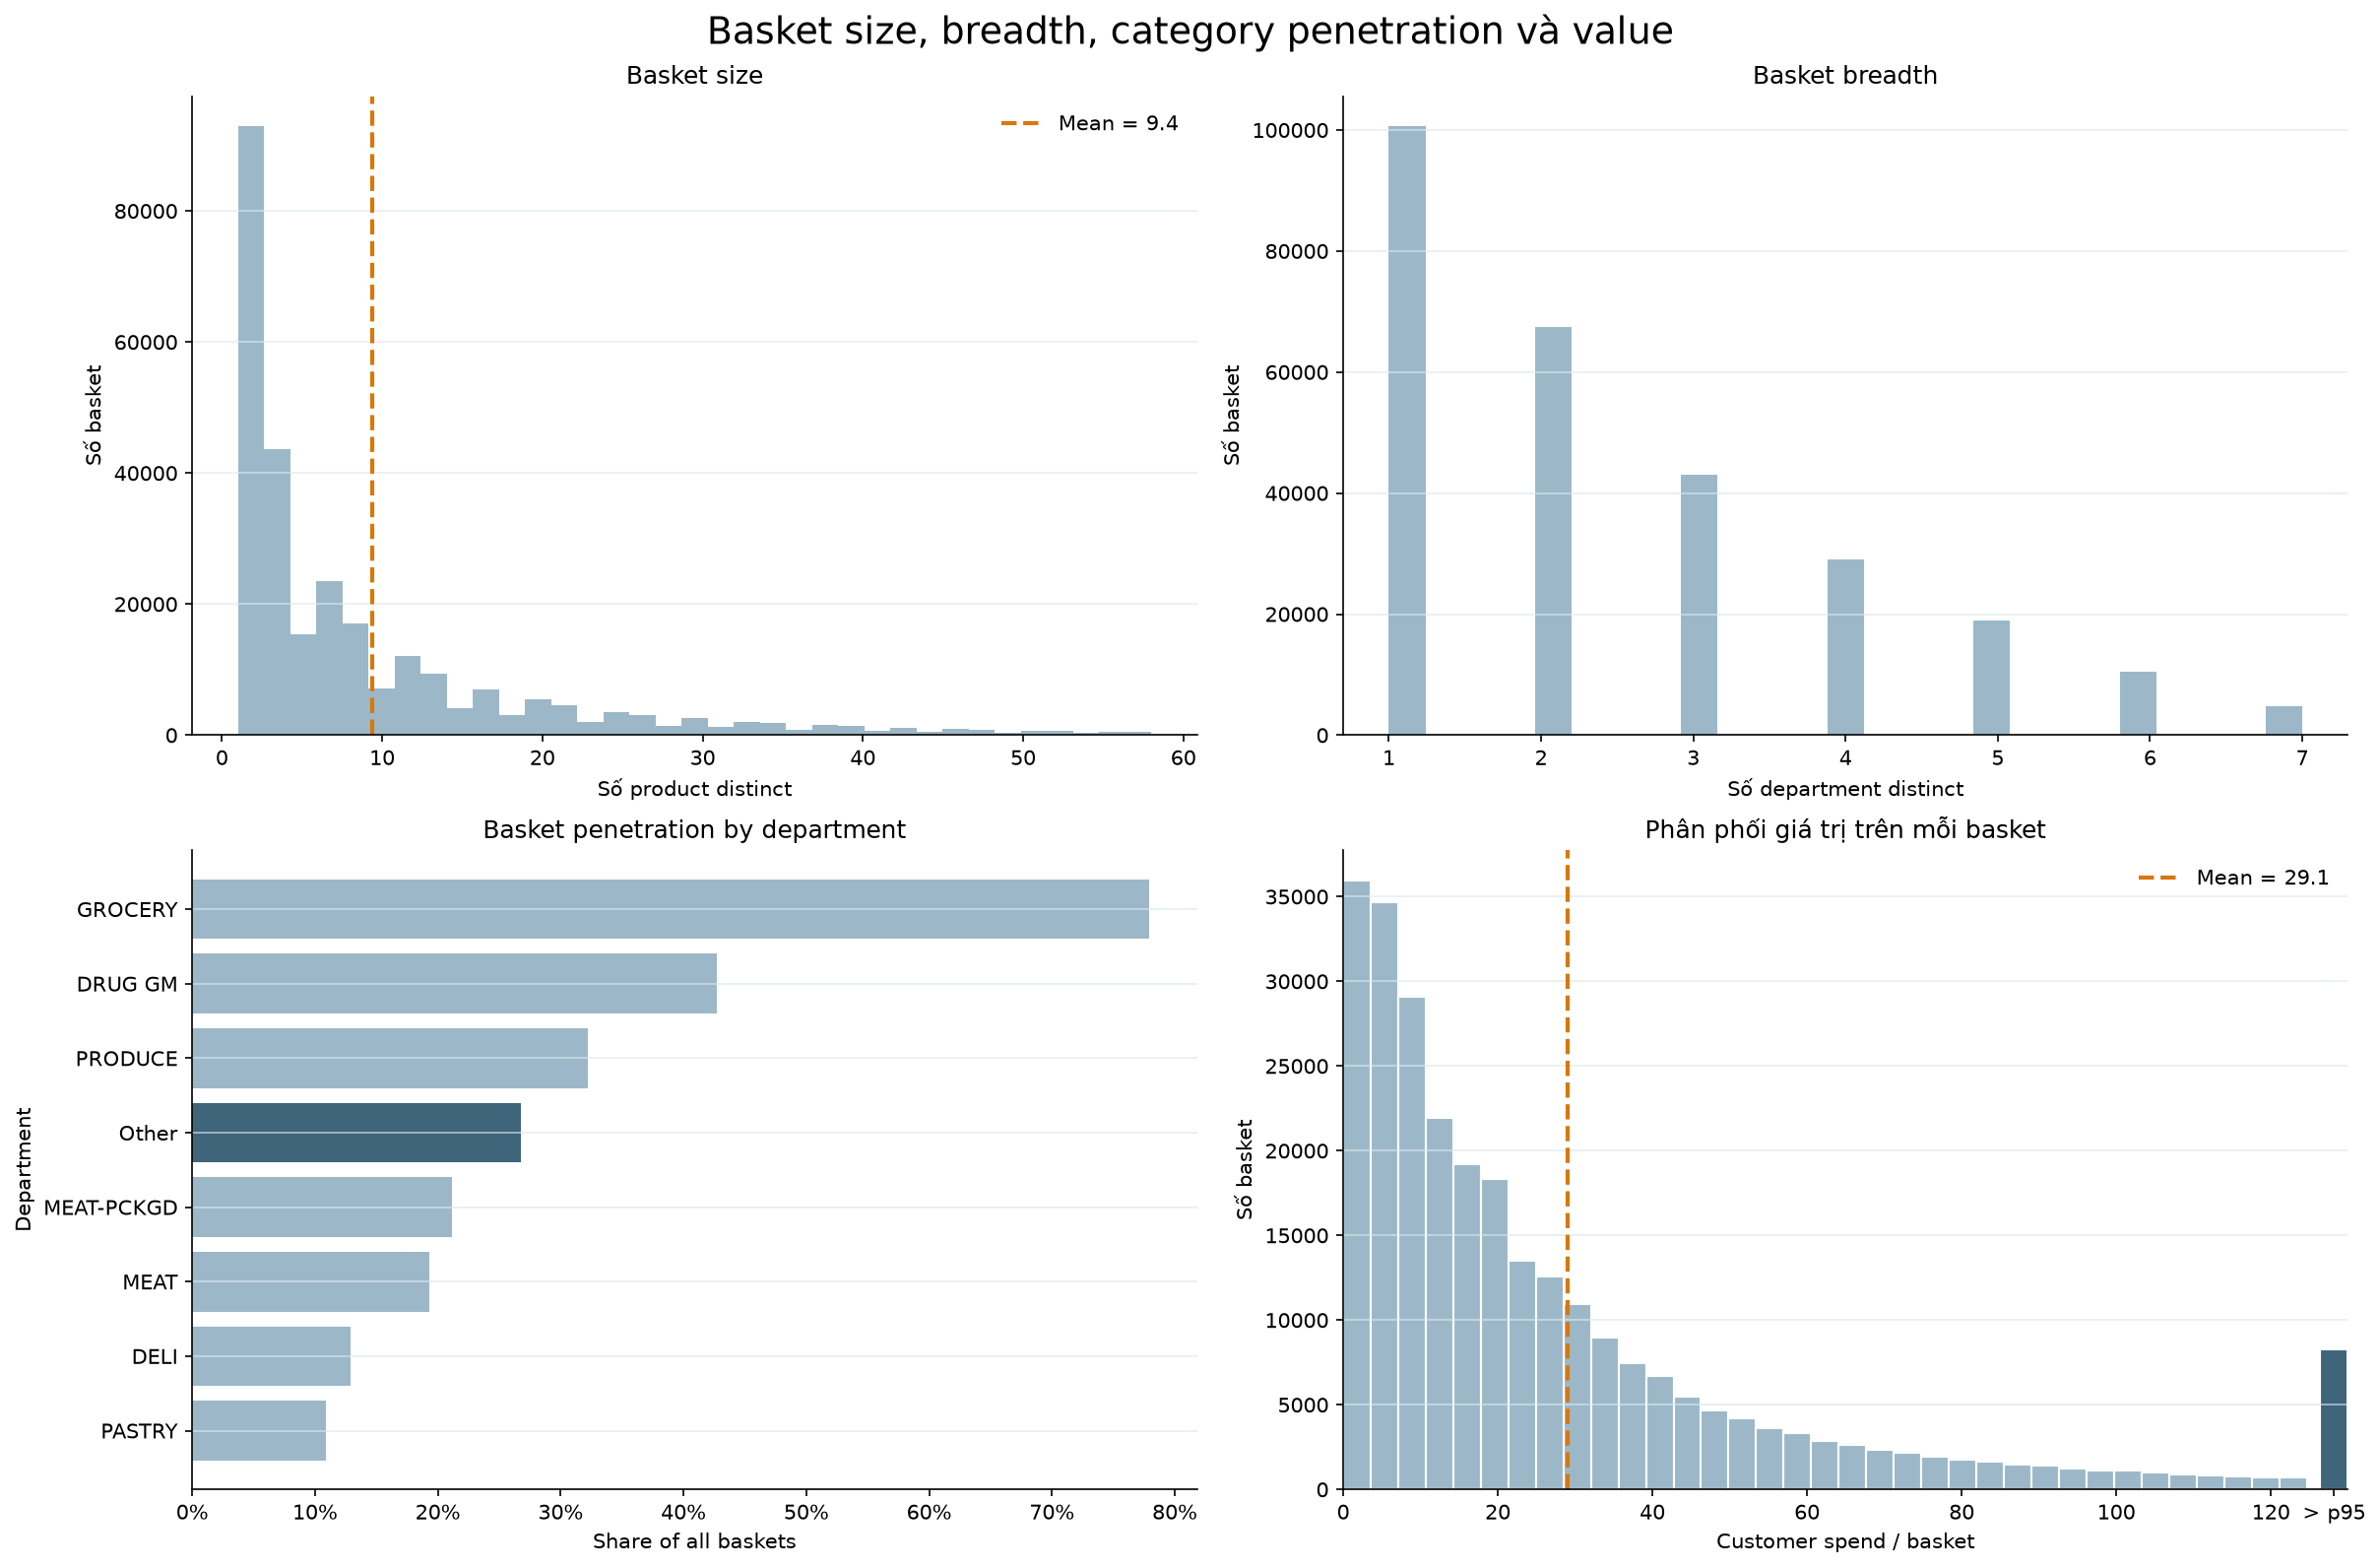 Basket size, breadth, category penetration và value
Basket size
Mean = 9.4
Số basket
80000
60000
40000
20000
0
0 10 20 30 40 50 60
Số product distinct
Basket breadth
Số basket
100000
80000
60000
40000
20000
0
1 2 3 4 5 6 7
Số department distinct
Basket penetration by department
Department
GROCERY
DRUG GM
PRODUCE
Other
MEAT-PCKGD
MEAT
DELI
PASTRY
0% 10% 20% 30% 40% 50% 60% 70% 80%
Share of all baskets
Phân phối giá trị trên mỗi basket
Mean = 29.1
Số basket
35000
30000
25000
20000
15000
10000
5000
0
0 20 40 60 80 100 120 > p95
Customer spend / basket